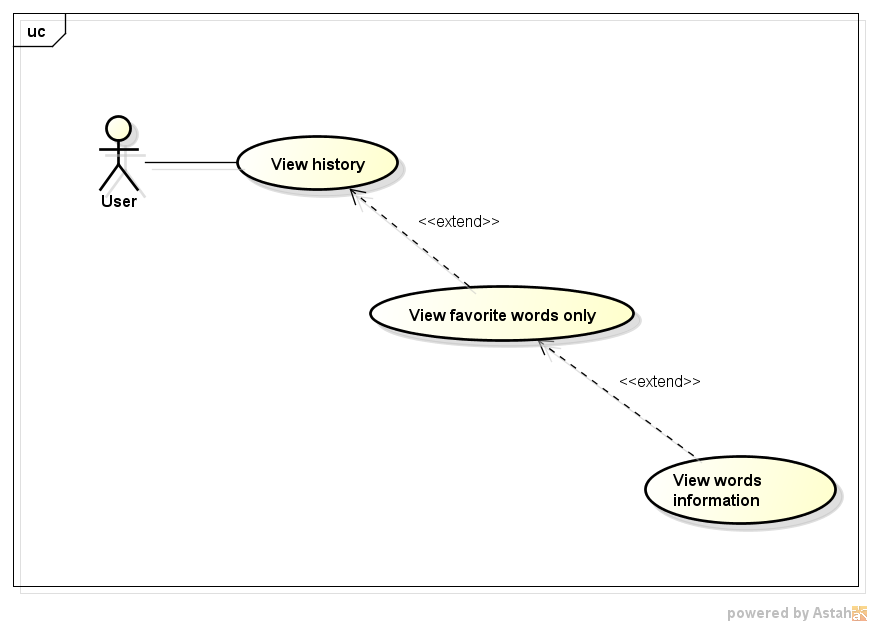 uc
User
View history
<<extend>>
View favorite words only
<<extend>>
View words
information
powered by Astah